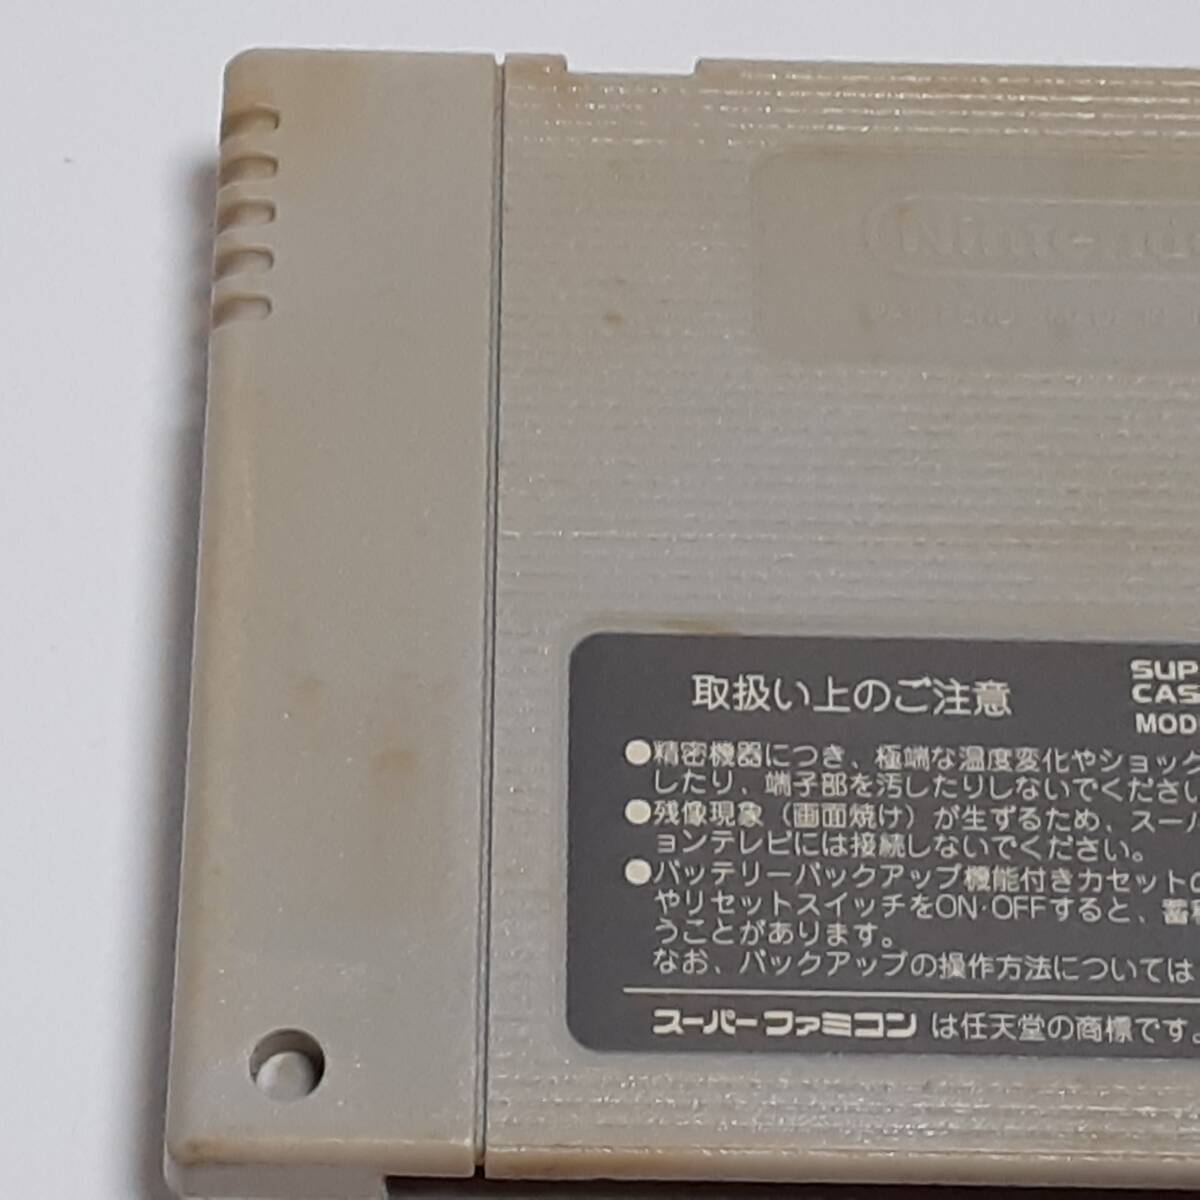 Nintendo
取扱い上のご注意
SUP
CAS
MOD
●精密機器につき、極端な温度変化やショック
したり、端子部を汚したりしないでください
●残像現象（画面焼け）が生ずるため、スーパ
ョンテレビには接続しないでください。
●バッテリーバックアップ機能付きカセットの
やリセットスイッチをON・OFFすると、蓄
うことがあります。
なお、バックアップの操作方法については
スーパーファミコン は任天堂の商標です。